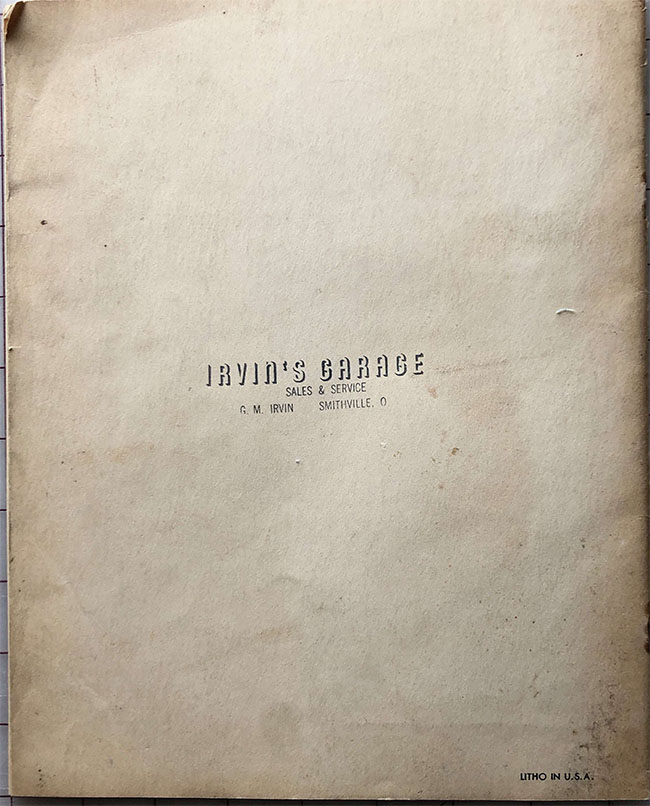 IRVIN'S GARAGE
SALES & SERVICE
G. M. IRVIN SMITHVILLE, O
LITHO IN U.S.A.